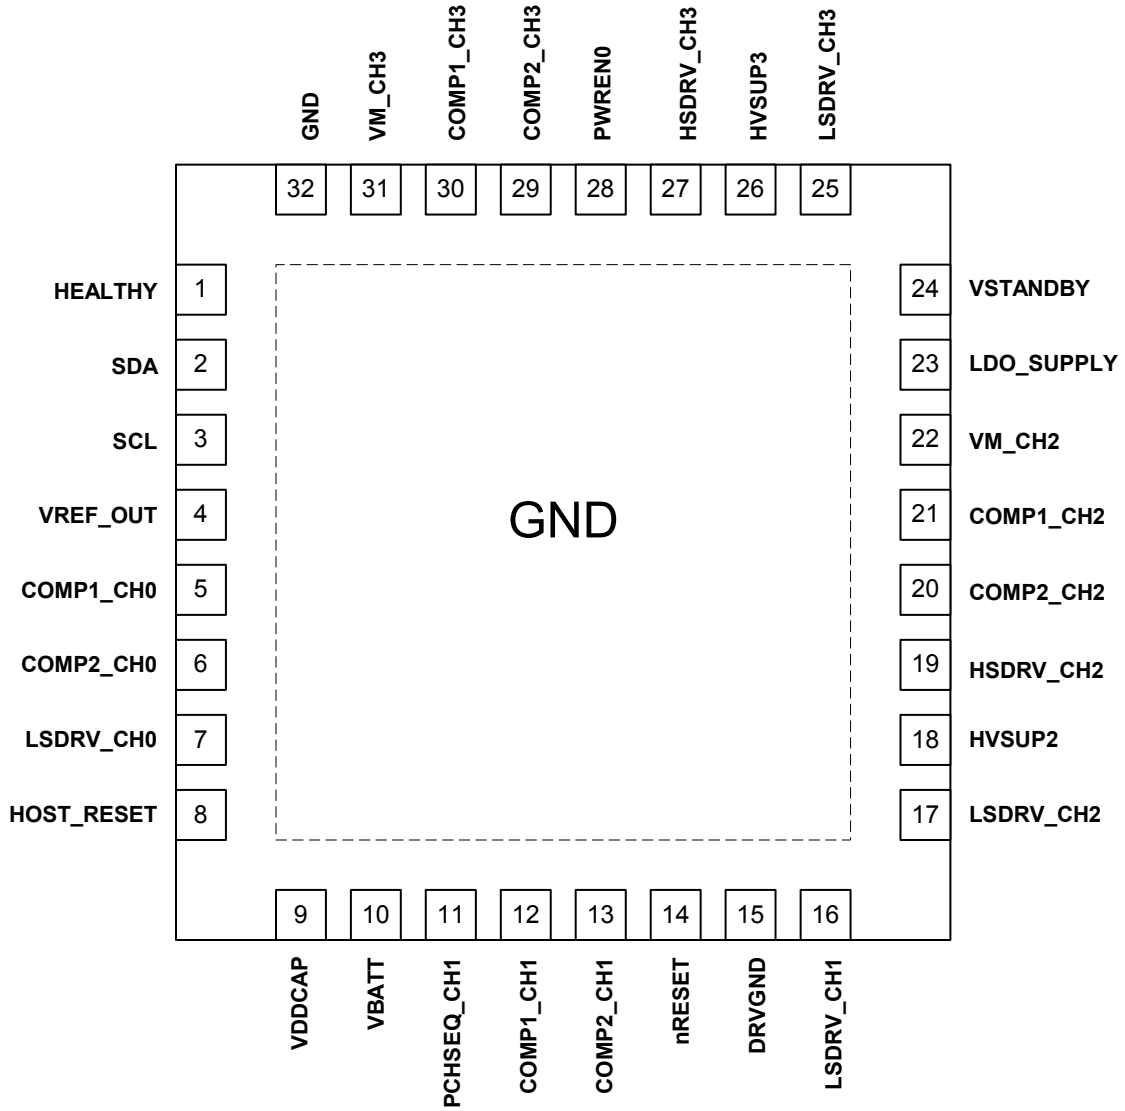 GND
VM_CH3
COMP1_CH3
COMP2_CH3
PWREN0
HSDRV_CH3
HVSUP3
LSDRV_CH3
32
31
30
29
28
27
26
25
HEALTHY 1
SDA 2
SCL 3
VREF_OUT 4
COMP1_CH0 5
COMP2_CH0 6
LSDRV_CH0 7
HOST_RESET 8
GND
24 VSTANDBY
23 LDO_SUPPLY
22 VM_CH2
21 COMP1_CH2
20 COMP2_CH2
19 HSDRV_CH2
18 HVSUP2
17 LSDRV_CH2
9
10
11
12
13
14
15
16
VDDCAP
VBATT
PCHSEQ_CH1
COMP1_CH1
COMP2_CH1
nRESET
DRVGND
LSDRV_CH1